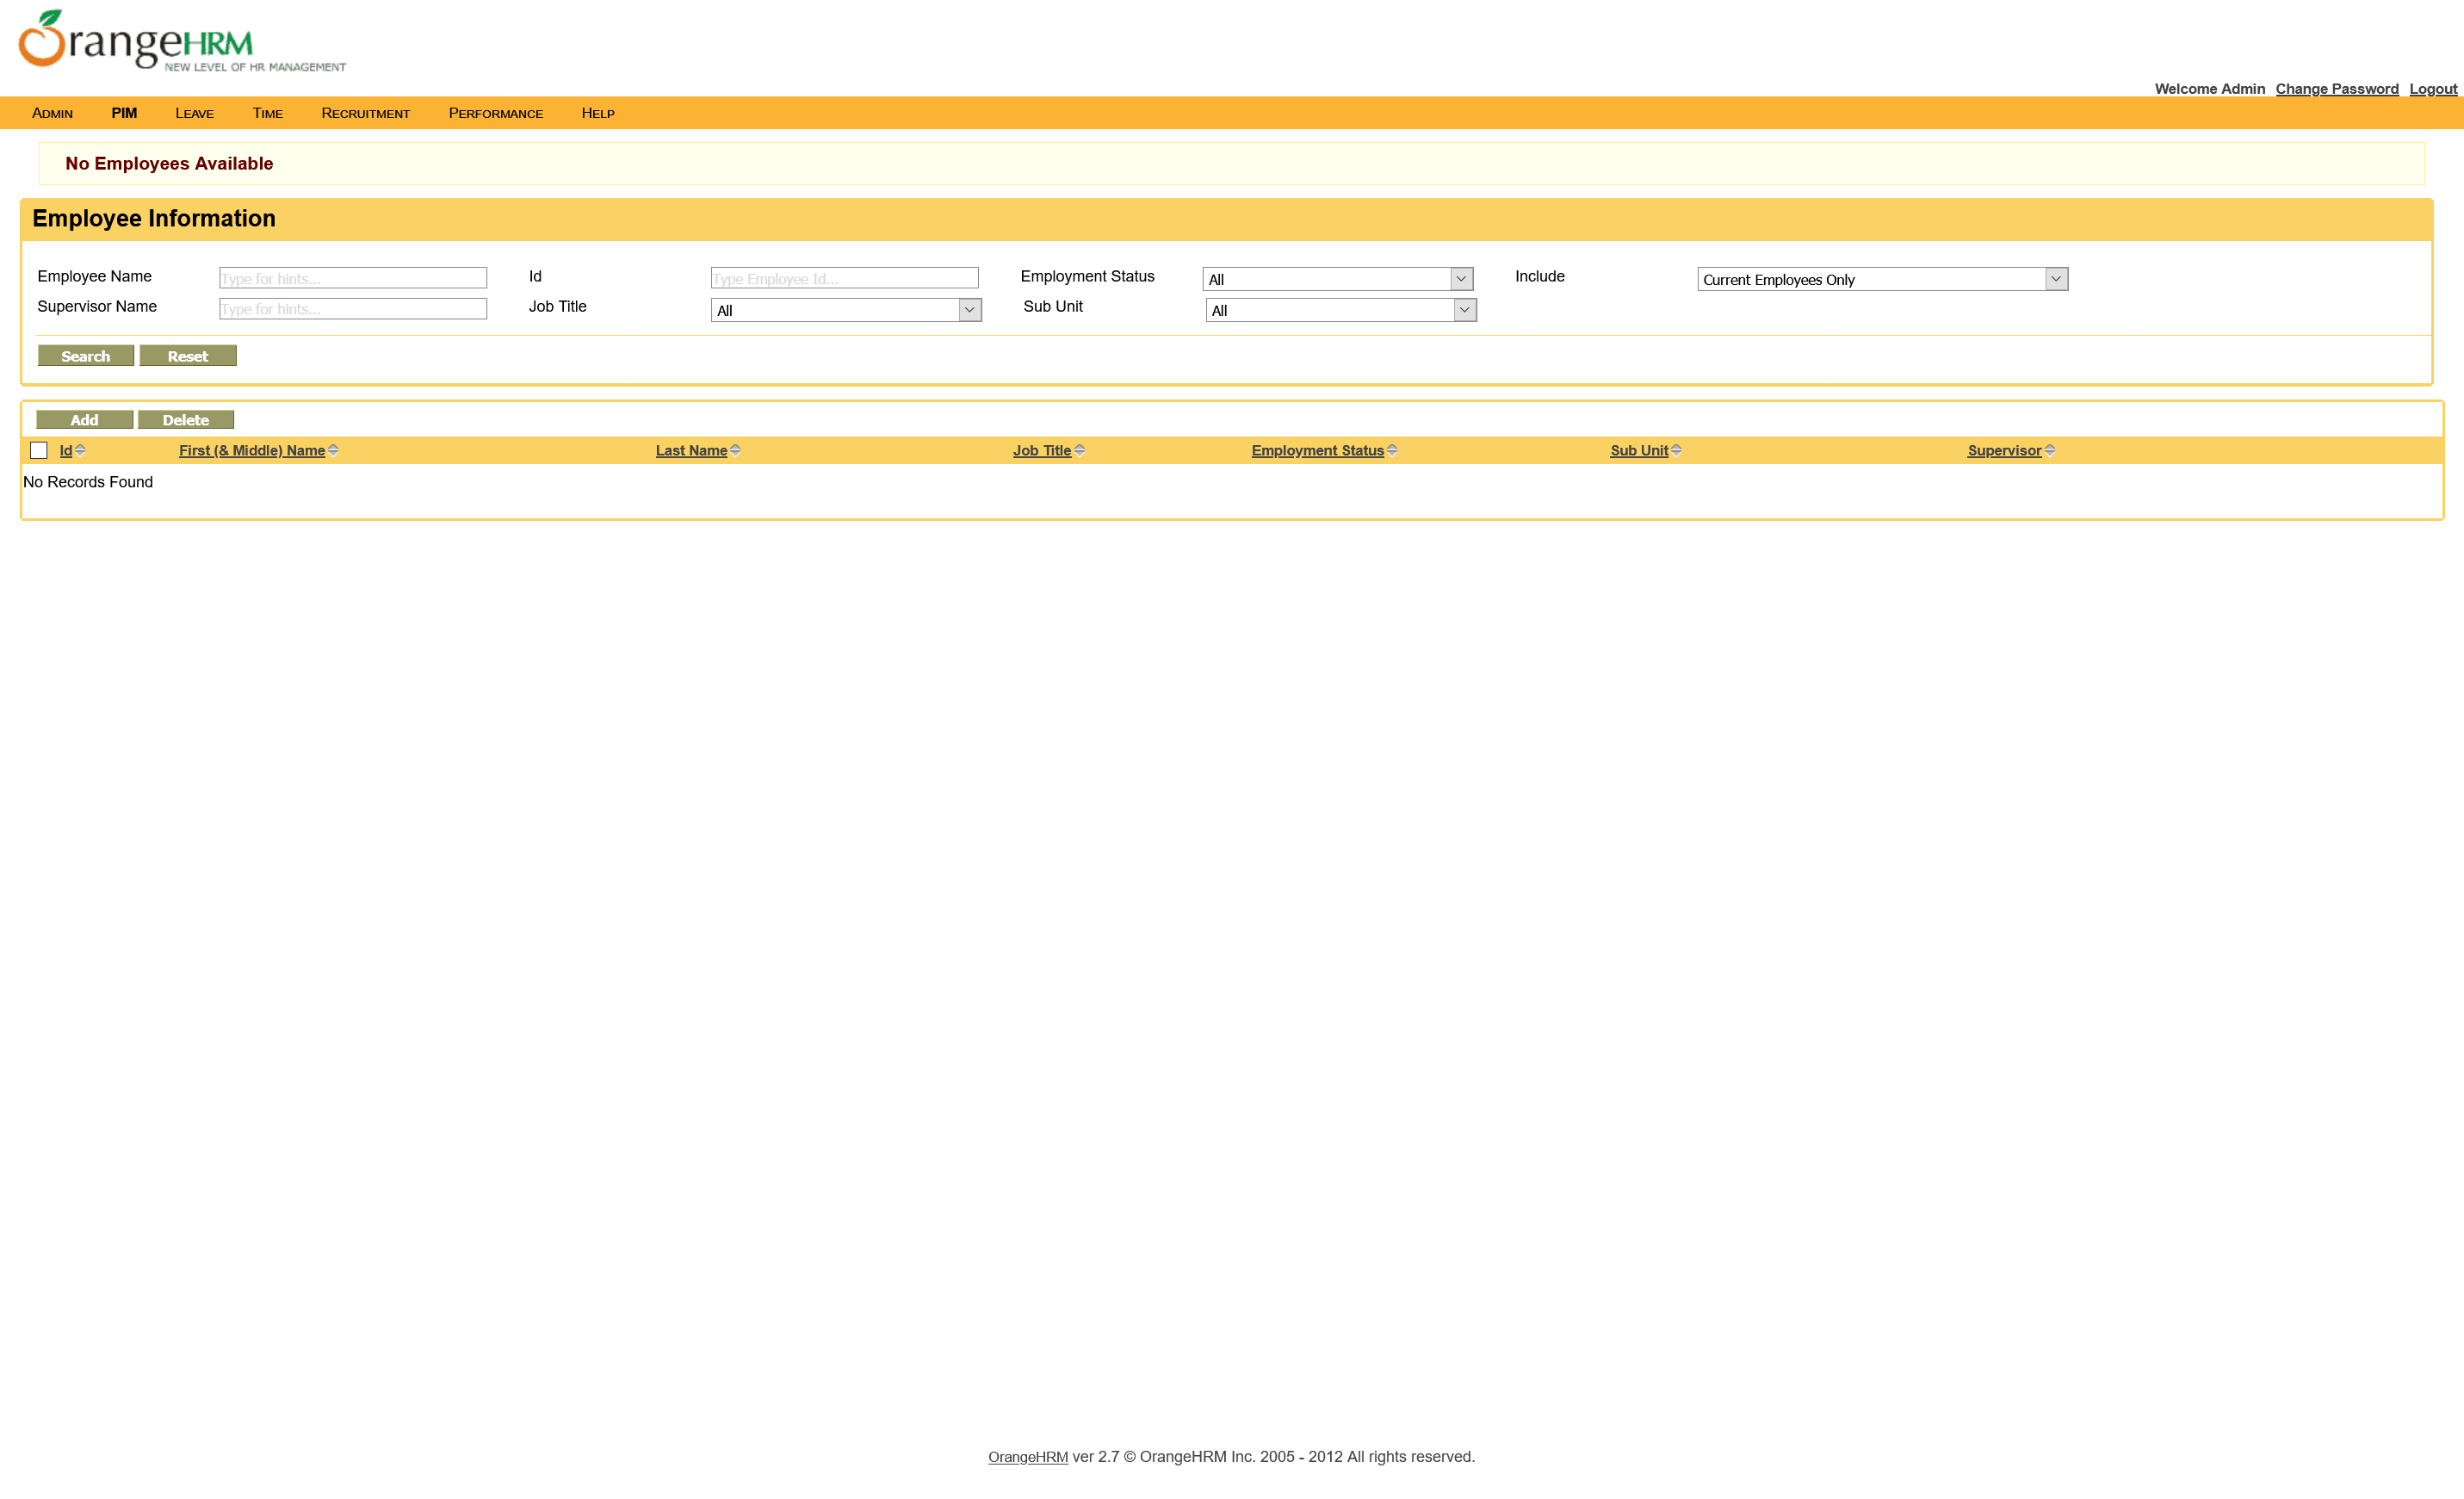 OrangeHRM
NEW LEVEL OF HR MANAGEMENT
Welcome Admin Change Password Logout
Admin PIM Leave Time Recruitment Performance Help
No Employees Available
Employee Information
Employee Name Type for hints... Id Type Employee Id... Employment Status All Include Current Employees Only
Supervisor Name Type for hints... Job Title All Sub Unit All
Search Reset
Add Delete
Id First (& Middle) Name Last Name Job Title Employment Status Sub Unit Supervisor
No Records Found
OrangeHRM ver 2.7 © OrangeHRM Inc. 2005 - 2012 All rights reserved.